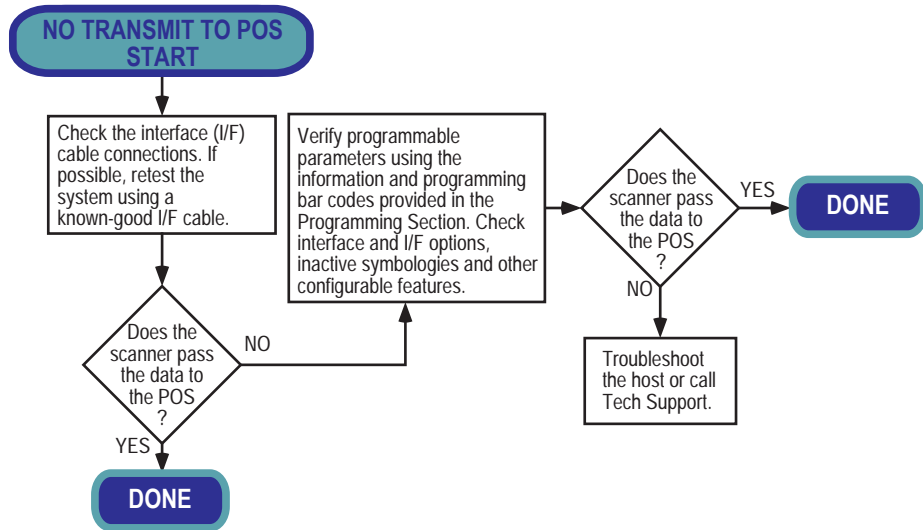 NO TRANSMIT TO POS
START
Check the interface (I/F)
cable connections. If
possible, retest the
system using a
known-good I/F cable.
Does the
scanner pass
the data to
the POS
?
NO
YES
DONE
Verify programmable
parameters using the
information and programming
bar codes provided in the
Programming Section. Check
interface and I/F options,
inactive symbologies and other
configurable features.
Does the
scanner pass
the data to
the POS
?
YES
DONE
NO
Troubleshoot
the host or call
Tech Support.